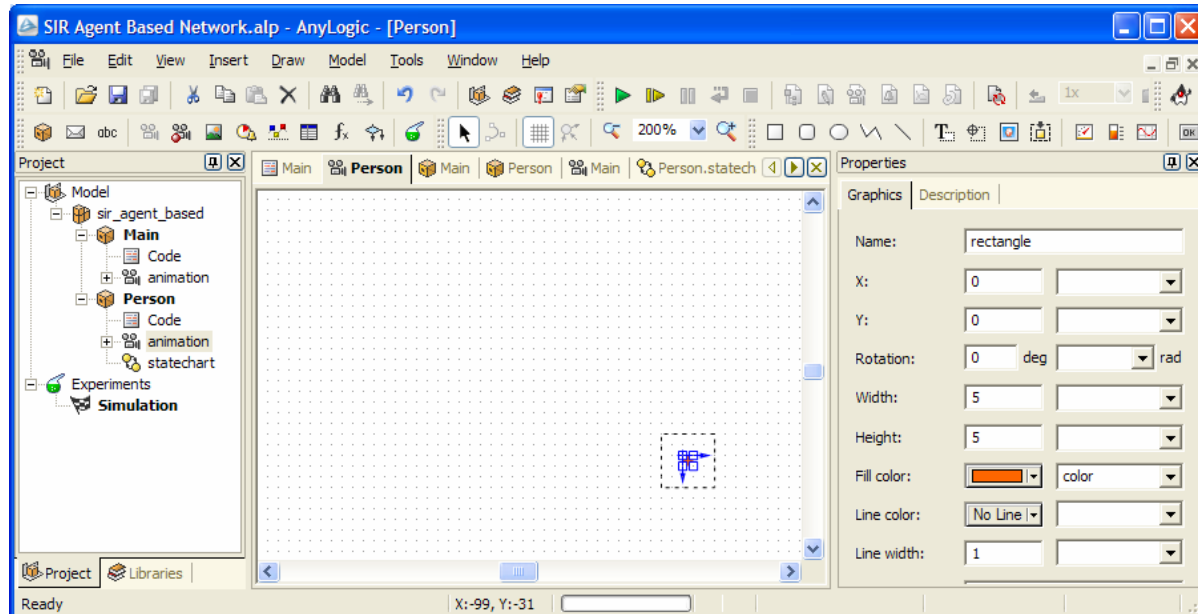 SIR Agent Based Network.alp - AnyLogic - [Person]
File Edit View Insert Draw Model Tools Window Help
1x
abc 200% OK
Project
Model
sir_agent_based
Main
Code
animation
Person
Code
animation
statechart
Experiments
Simulation
Project Libraries
Main Person Main Person Main Person.statech
Properties
Graphics Description
Name: rectangle
X: 0
Y: 0
Rotation: 0 deg rad
Width: 5
Height: 5
Fill color: color
Line color: No Line
Line width: 1
Ready X:-99, Y:-31